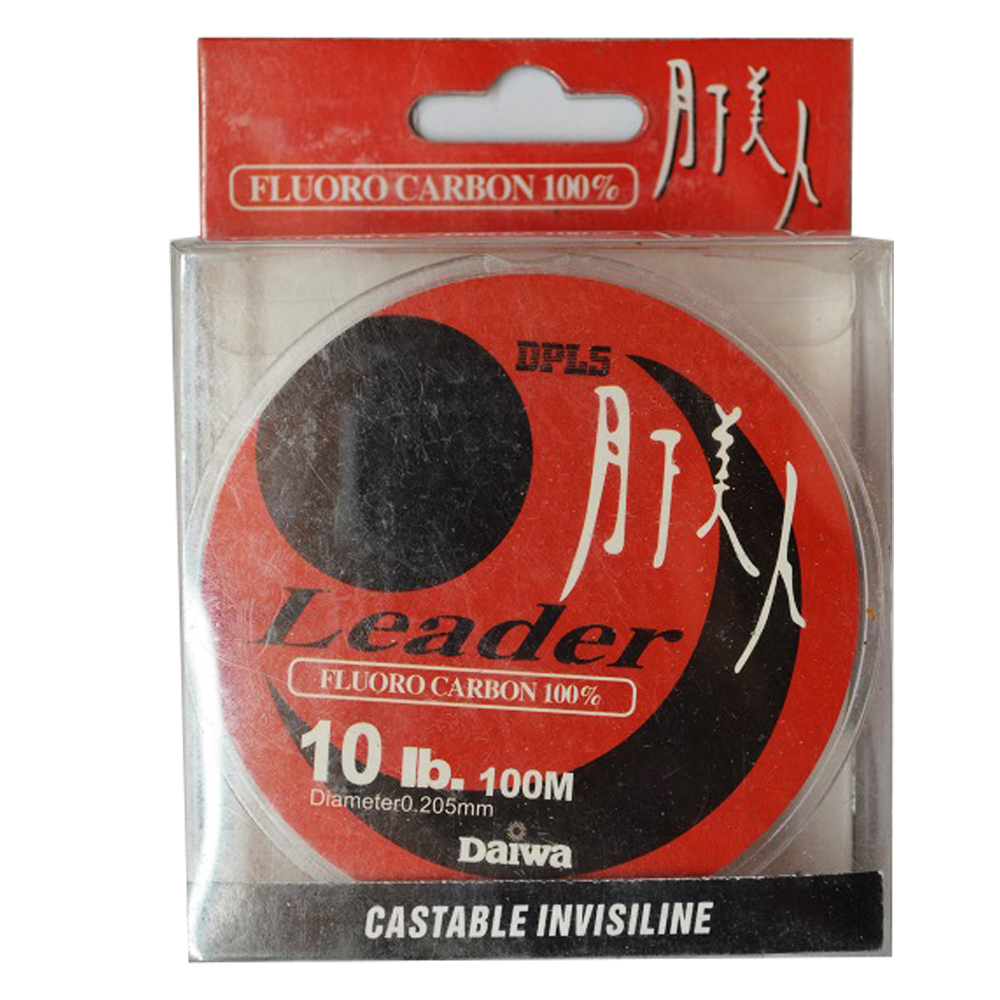 月下美人
FLUORO CARBON 100%
DPLS
月下美人
Leader
FLUORO CARBON 100%
10 lb. 100M
Diameter0.205mm
Daiwa
CASTABLE INVISILINE